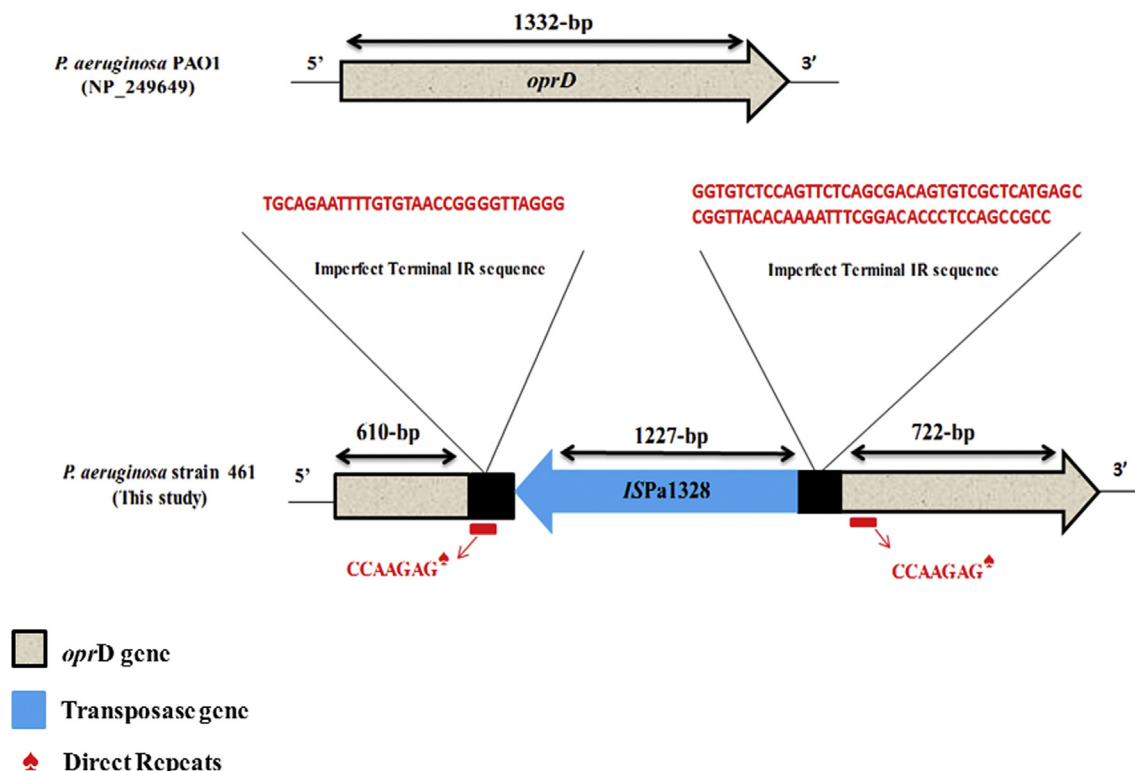 1332-bp
P. aeruginosa PAO1
(NP_249649)
5’
oprD
3’
TGCAGAATTTTGTGTAACCGGGGTTAGGG
GGTGTCTCCAGTTCTCAGCGACAGTGTCGCTCATGAGC
CGGTTACACAAAATTTCGGACACCCTCCAGCCGCC
Imperfect Terminal IR sequence
Imperfect Terminal IR sequence
610-bp
1227-bp
722-bp
P. aeruginosa strain 461
(This study)
5’
ISPa1328
3’
CCAAGAG♠
CCAAGAG♠
oprD gene
Transposase gene
♠ Direct Repeats